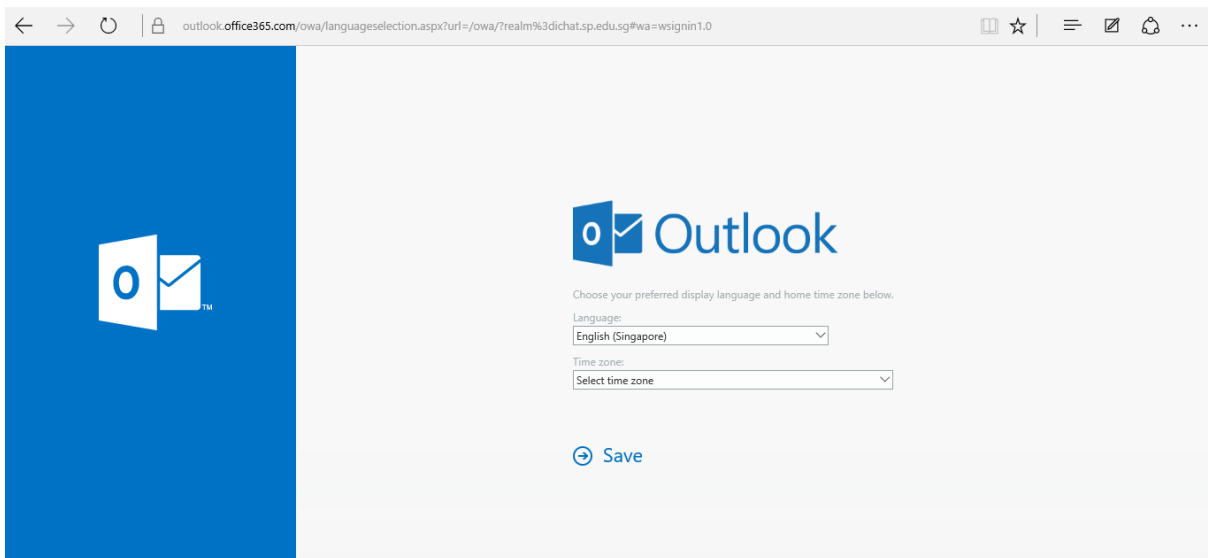 outlook.office365.com/owa/languageselection.aspx?url=/owa/?realm%3dichat.sp.edu.sg#wa=wsignin1.0
O
TM
O
Outlook
Choose your preferred display language and home time zone below.
Language:
English (Singapore)
Time zone:
Select time zone
Save